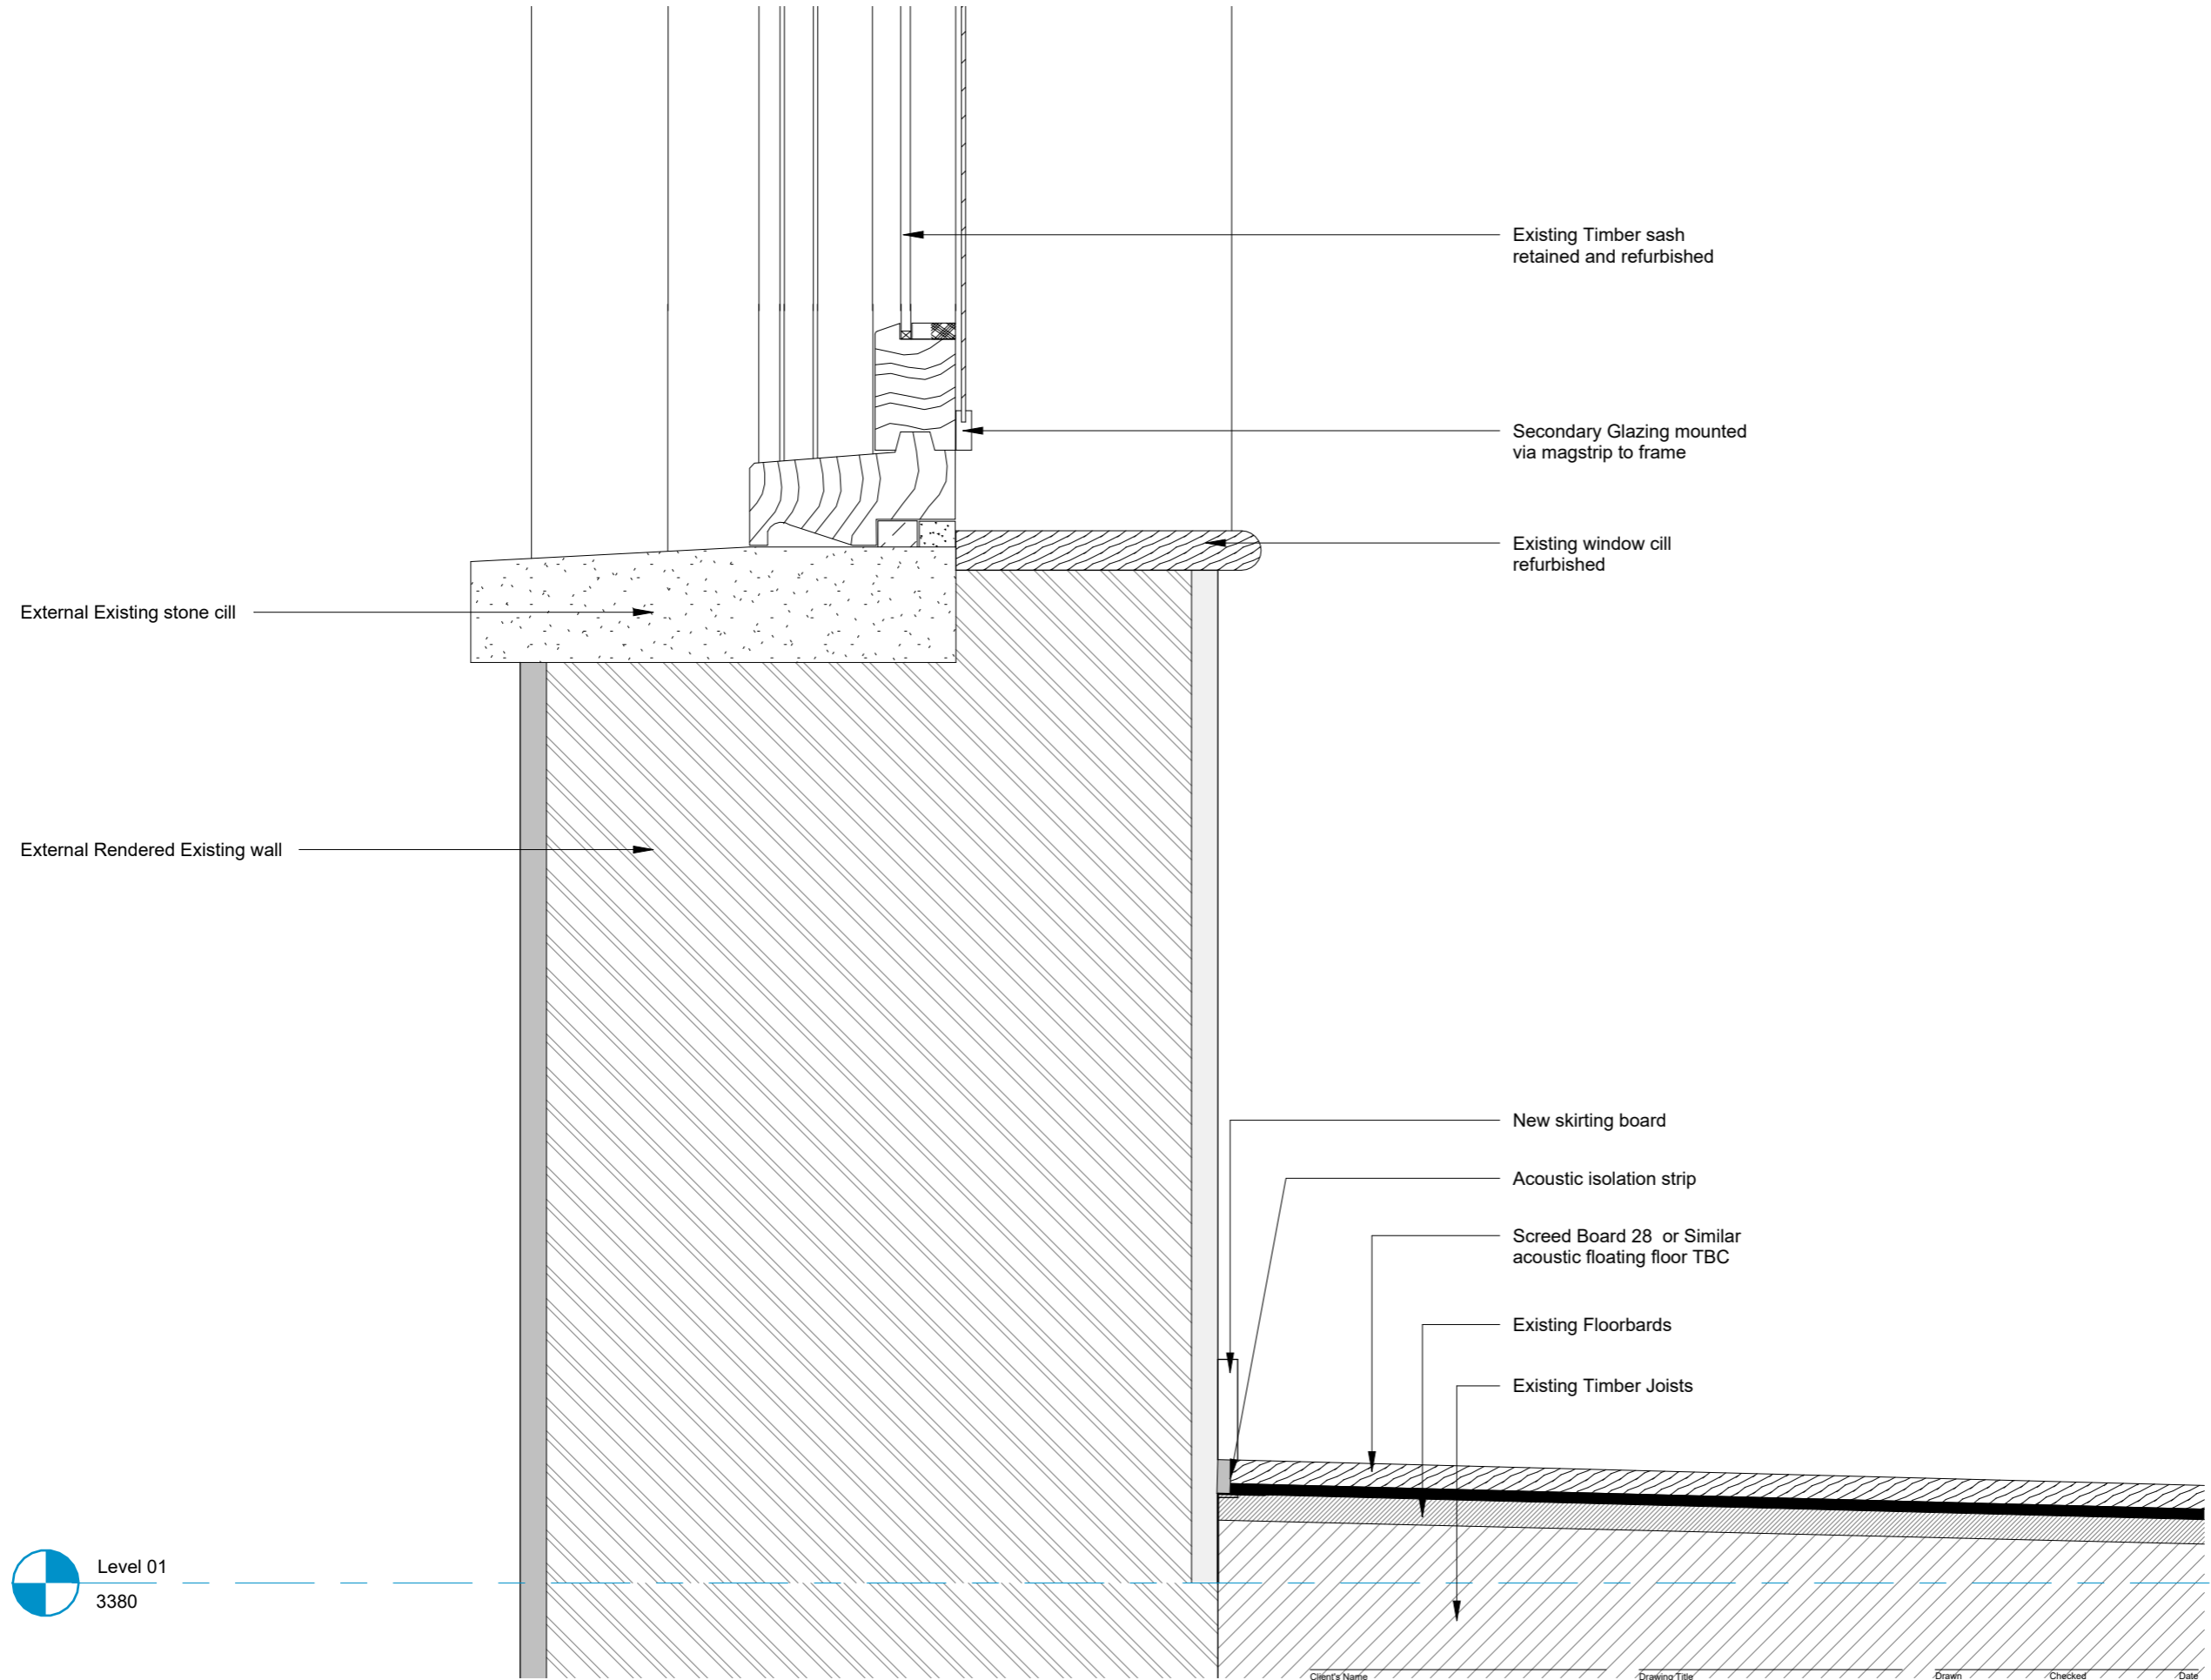 Existing Timber sash
retained and refurbished
Secondary Glazing mounted
via magstrip to frame
Existing window cill
refurbished
External Existing stone cill
External Rendered Existing wall
New skirting board
Acoustic isolation strip
Screed Board 28 or Similar
acoustic floating floor TBC
Existing Floorbards
Existing Timber Joists
Level 01
3380
Client's Name
Drawing Title
Drawn
Checked
Date